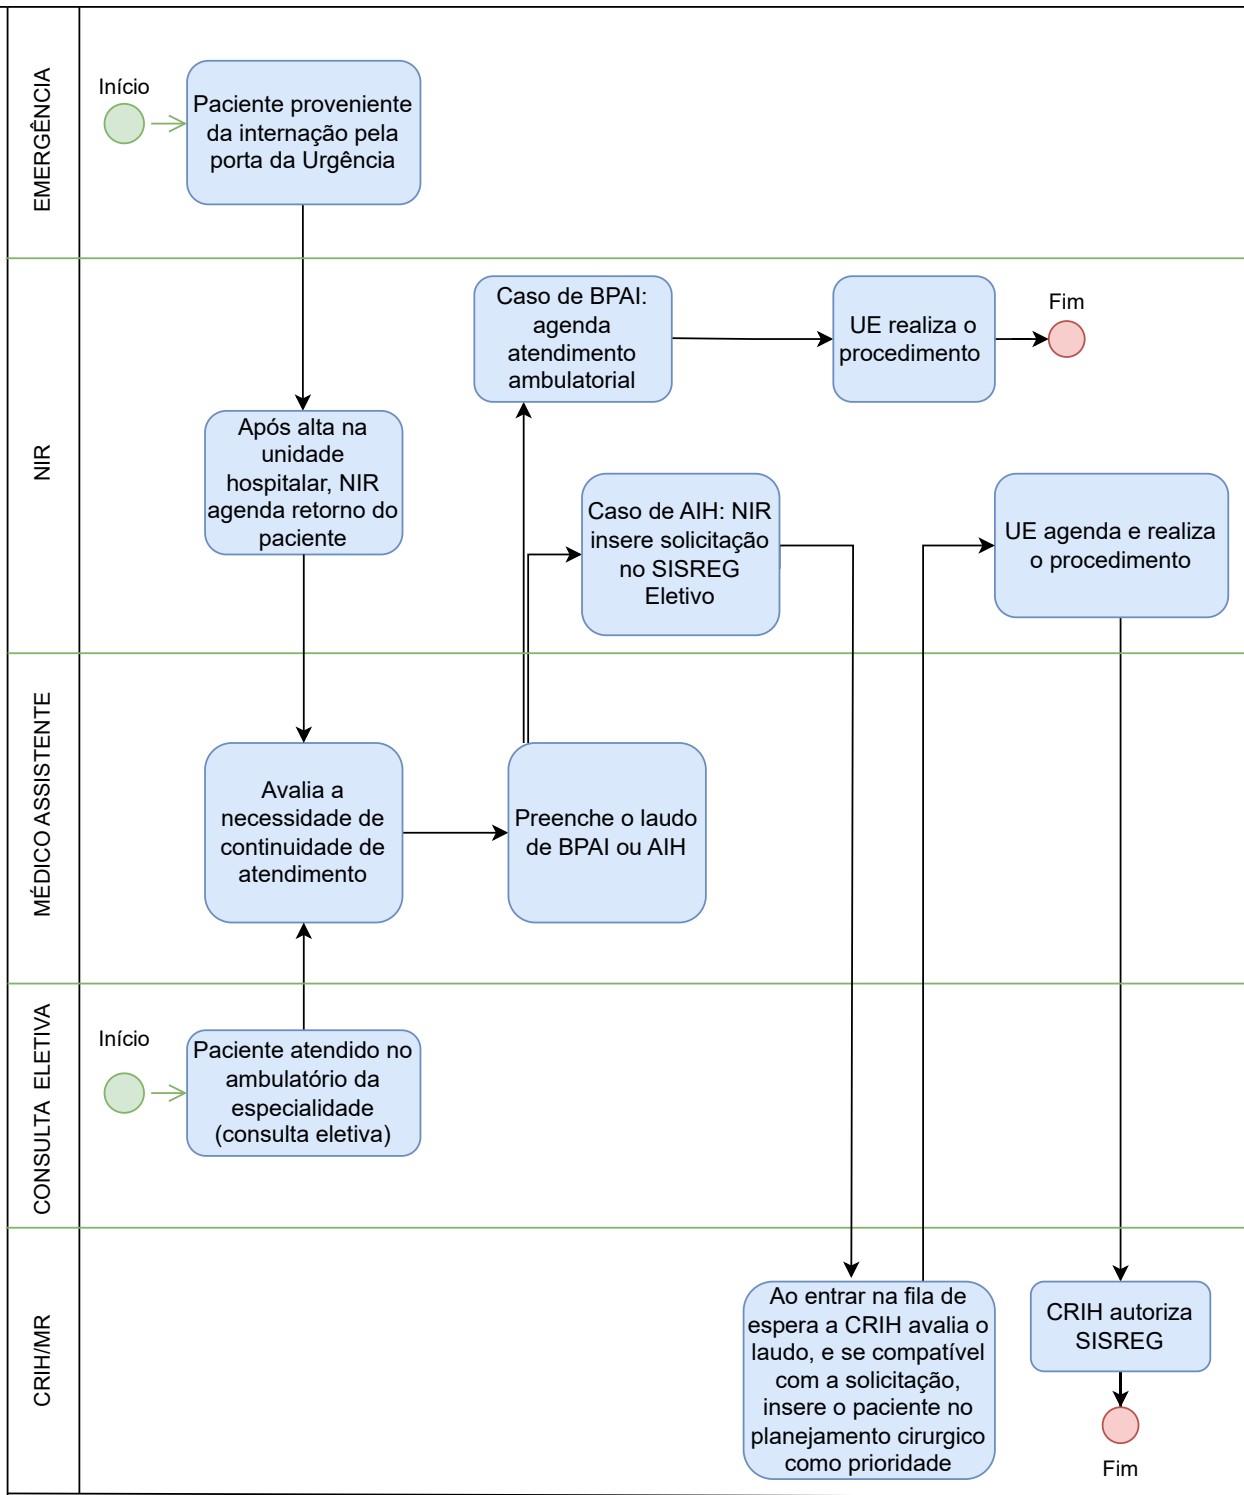 EMERGÊNCIA
Início
Paciente proveniente
da internação pela
porta da Urgência
NIR
Caso de BPAI:
agenda
atendimento
ambulatorial
UE realiza o
procedimento
Fim
Após alta na
unidade
hospitalar, NIR
agenda retorno do
paciente
Caso de AIH: NIR
insere solicitação
no SISREG
Eletivo
UE agenda e realiza
o procedimento
MÉDICO ASSISTENTE
Avalia a
necessidade de
continuidade de
atendimento
Preenche o laudo
de BPAI ou AIH
CONSULTA ELETIVA
Início
Paciente atendido no
ambulatório da
especialidade
(consulta eletiva)
CRIH/MR
Ao entrar na fila de
espera a CRIH avalia o
laudo, e se compatível
com a solicitação,
insere o paciente no
planejamento cirurgico
como prioridade
CRIH autoriza
SISREG
Fim